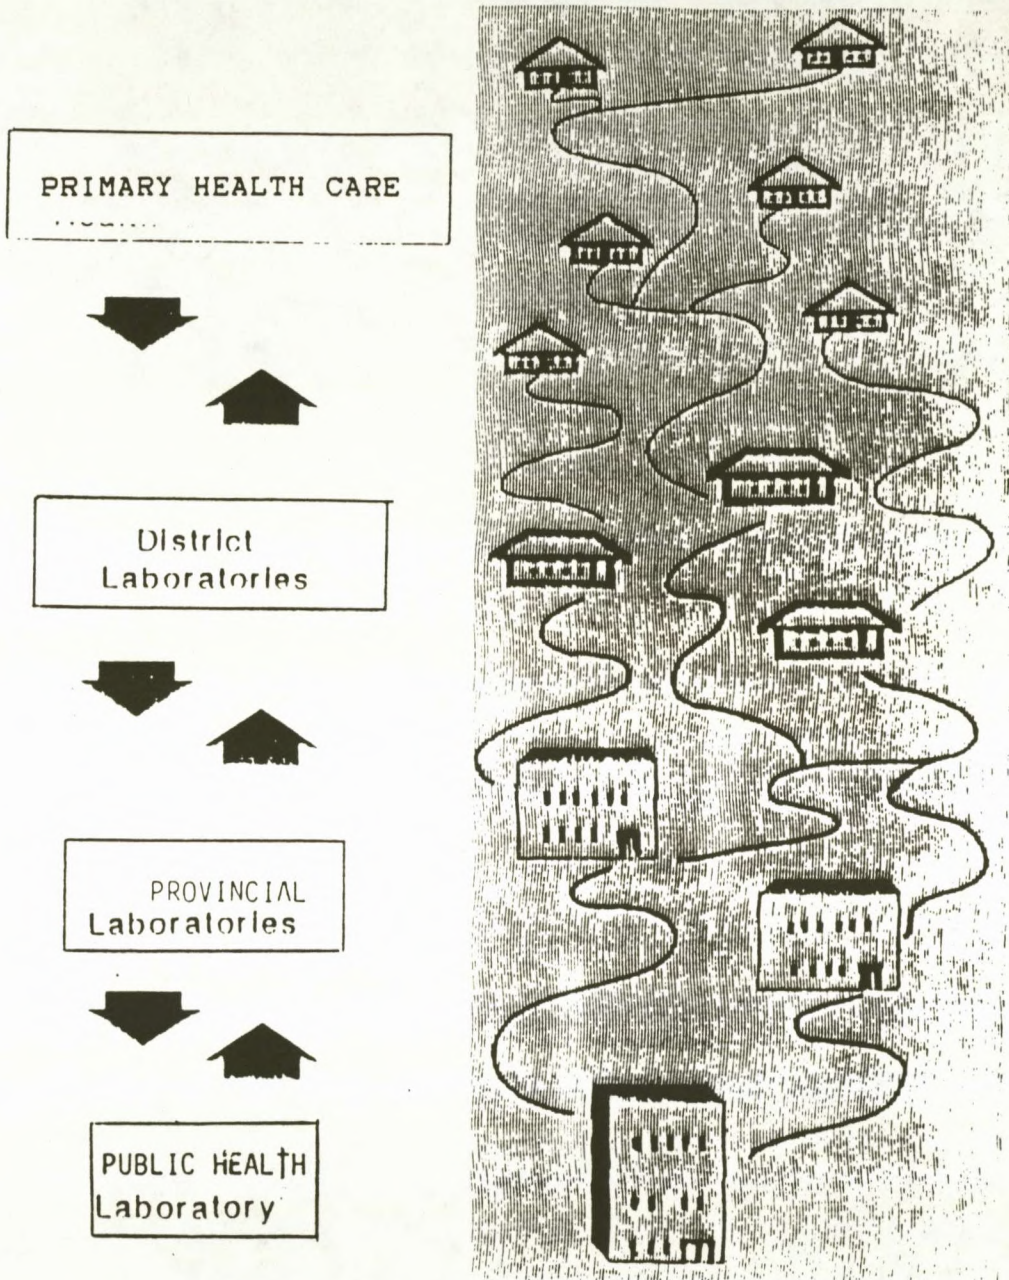 PRIMARY HEALTH CARE
District
Laboratories
PROVINCIAL
Laboratories
PUBLIC HEALTH
Laboratory